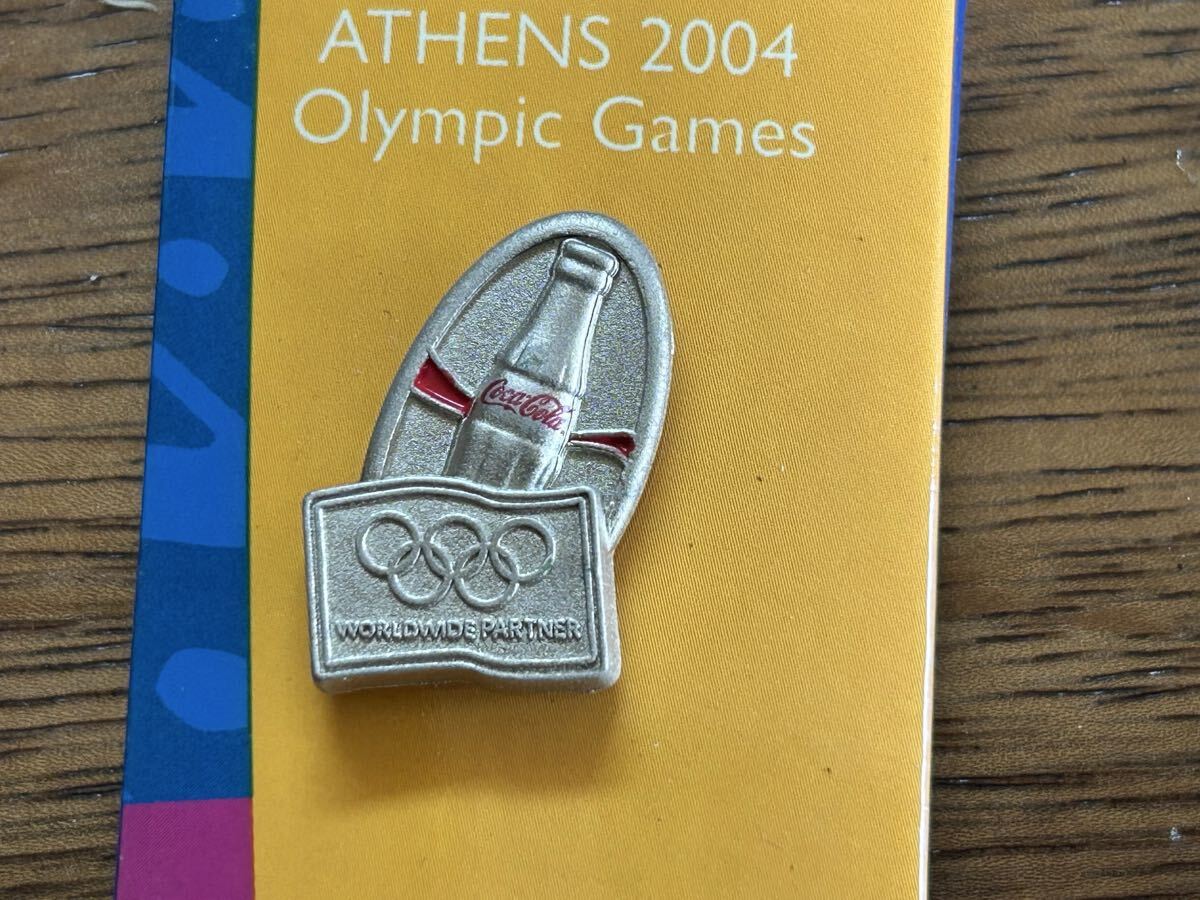 ATHENS 2004
Olympic Games
Coca-Cola
WORLDWIDE PARTNER